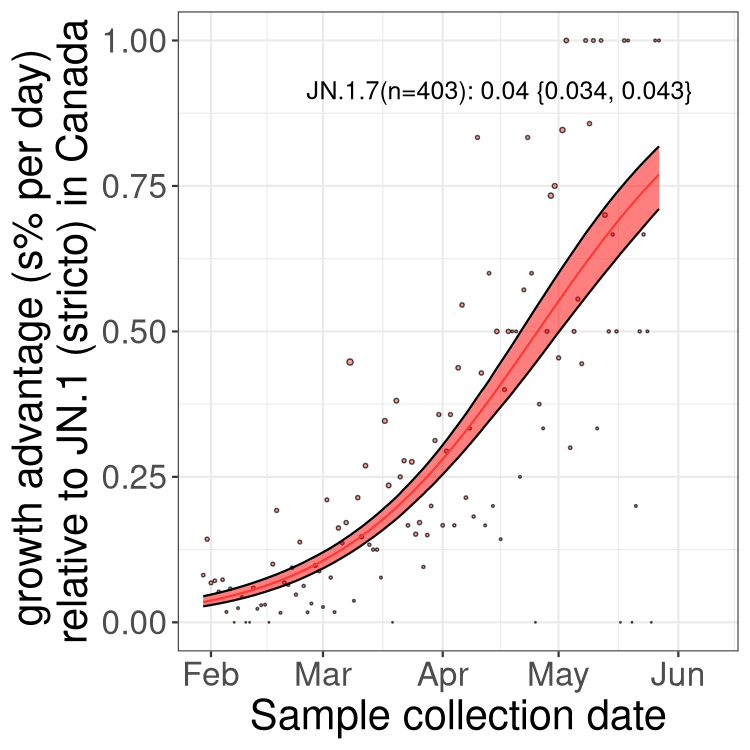 growth advantage (s% per day)
relative to JN.1 (stricto) in Canada
1.00
0.75
0.50
0.25
0.00
JN.1.7(n=403): 0.04 {0.034, 0.043}
Feb Mar Apr May Jun
Sample collection date